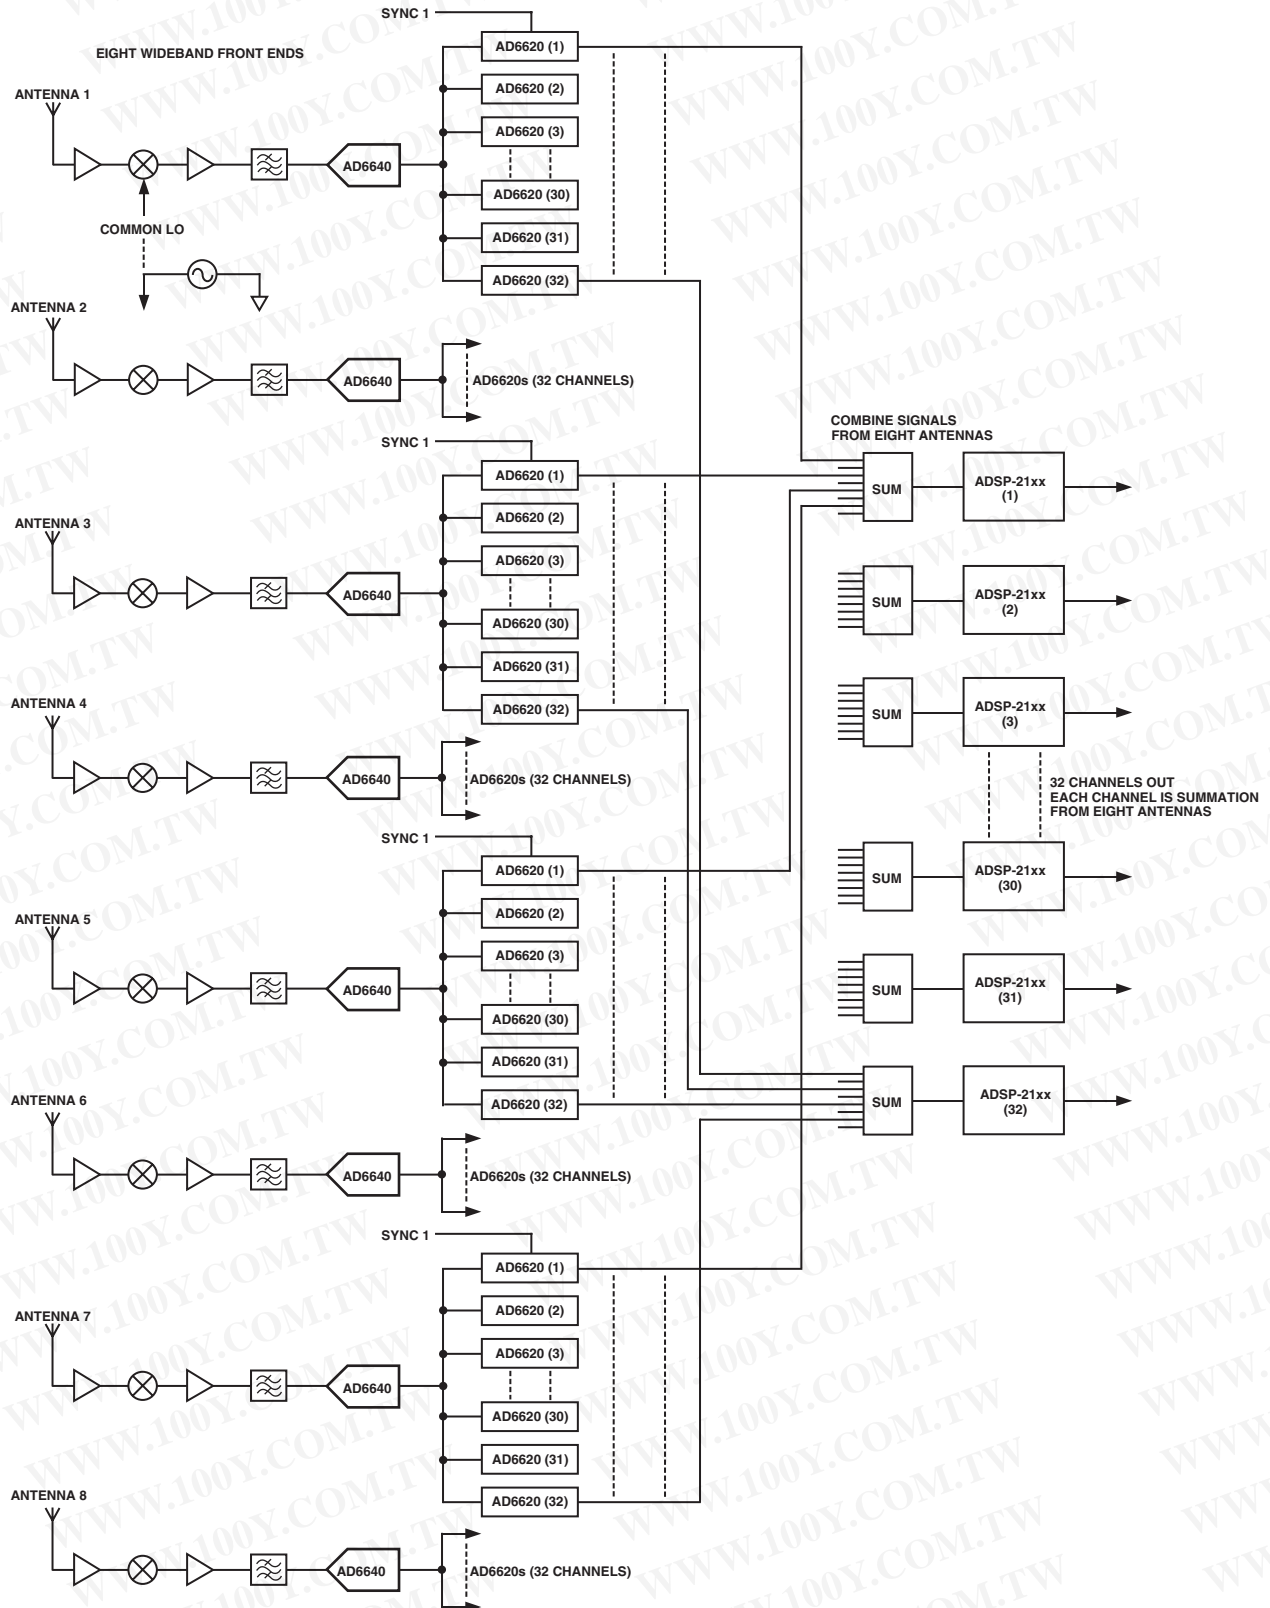 SYNC 1
EIGHT WIDEBAND FRONT ENDS
ANTENNA 1
AD6640
COMMON LO
AD6620 (1)
AD6620 (2)
AD6620 (3)
AD6620 (30)
AD6620 (31)
AD6620 (32)
ANTENNA 2
AD6640
AD6620s (32 CHANNELS)
SYNC 1
ANTENNA 3
AD6640
AD6620 (1)
AD6620 (2)
AD6620 (3)
AD6620 (30)
AD6620 (31)
AD6620 (32)
ANTENNA 4
AD6640
AD6620s (32 CHANNELS)
SYNC 1
ANTENNA 5
AD6640
AD6620 (1)
AD6620 (2)
AD6620 (3)
AD6620 (30)
AD6620 (31)
AD6620 (32)
ANTENNA 6
AD6640
AD6620s (32 CHANNELS)
SYNC 1
ANTENNA 7
AD6640
AD6620 (1)
AD6620 (2)
AD6620 (3)
AD6620 (30)
AD6620 (31)
AD6620 (32)
ANTENNA 8
AD6640
AD6620s (32 CHANNELS)
COMBINE SIGNALS
FROM EIGHT ANTENNAS
SUM
ADSP-21xx
(1)
SUM
ADSP-21xx
(2)
SUM
ADSP-21xx
(3)
32 CHANNELS OUT
EACH CHANNEL IS SUMMATION
FROM EIGHT ANTENNAS
SUM
ADSP-21xx
(30)
SUM
ADSP-21xx
(31)
SUM
ADSP-21xx
(32)
WWW.100Y.COM.TW